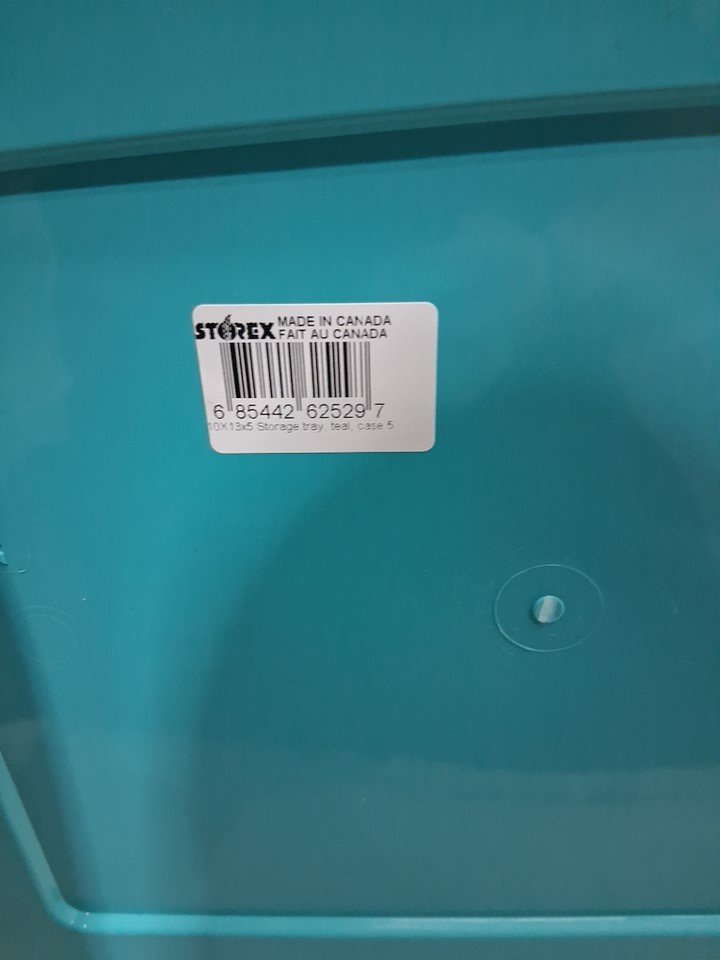 STOREX MADE IN CANADA
FAIT AU CANADA
6 85442 62529 7
10X13x5 Storage tray, teal, case 5